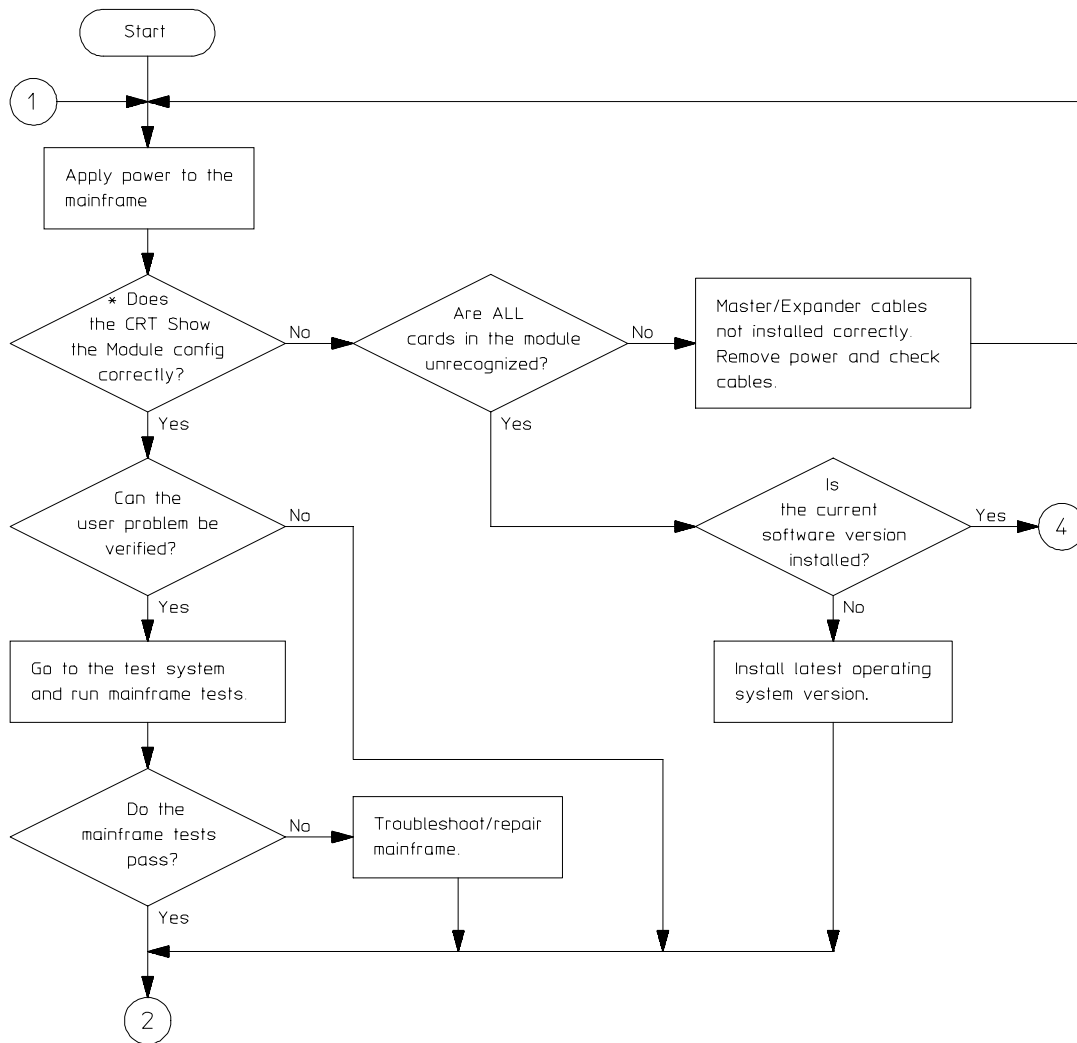 Start
1
Apply power to the
mainframe
* Does
the CRT Show
the Module config
correctly?
No
Are ALL
cards in the module
unrecognized?
No
Master/Expander cables
not installed correctly.
Remove power and check
cables.
Yes
Yes
Can the
user problem be
verified?
No
Is
the current
software version
installed?
Yes
4
Yes
No
Go to the test system
and run mainframe tests.
Install latest operating
system version.
Do the
mainframe tests
pass?
No
Troubleshoot/repair
mainframe.
Yes
2